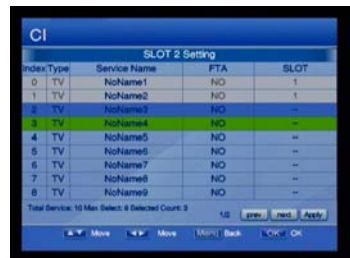 CI
SLOT 2 Setting
Index Type Service Name FTA SLOT
0 TV NoName1 NO 1
1 TV NoName2 NO 1
2 TV NoName3 NO --
3 TV NoName4 NO --
4 TV NoName5 NO --
5 TV NoName6 NO --
6 TV NoName7 NO --
7 TV NoName8 NO --
8 TV NoName9 NO --
Total Service: 10 Max Select: 8 Selected Count: 3
1/2 prev next Apply
Move Move Menu Back OK OK